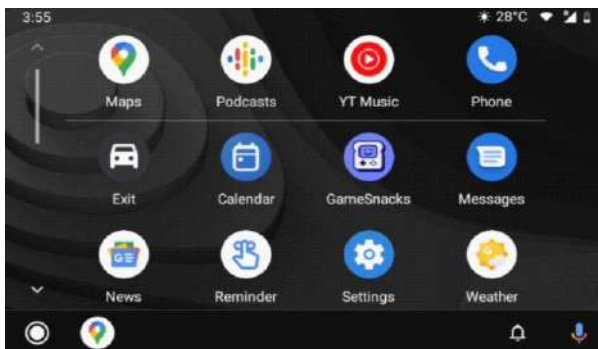 3:55 28°C
Maps Podcasts YT Music Phone
Exit Calendar GameSnacks Messages
News Reminder Settings Weather